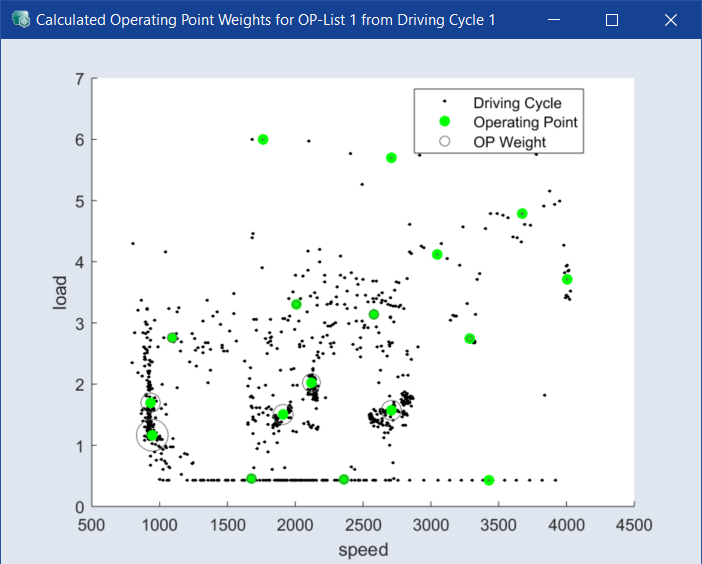 Calculated Operating Point Weights for OP-List 1 from Driving Cycle 1
7
6
5
4
3
2
1
0
load
Driving Cycle
Operating Point
OP Weight
500
1000
1500
2000
2500
3000
3500
4000
4500
speed